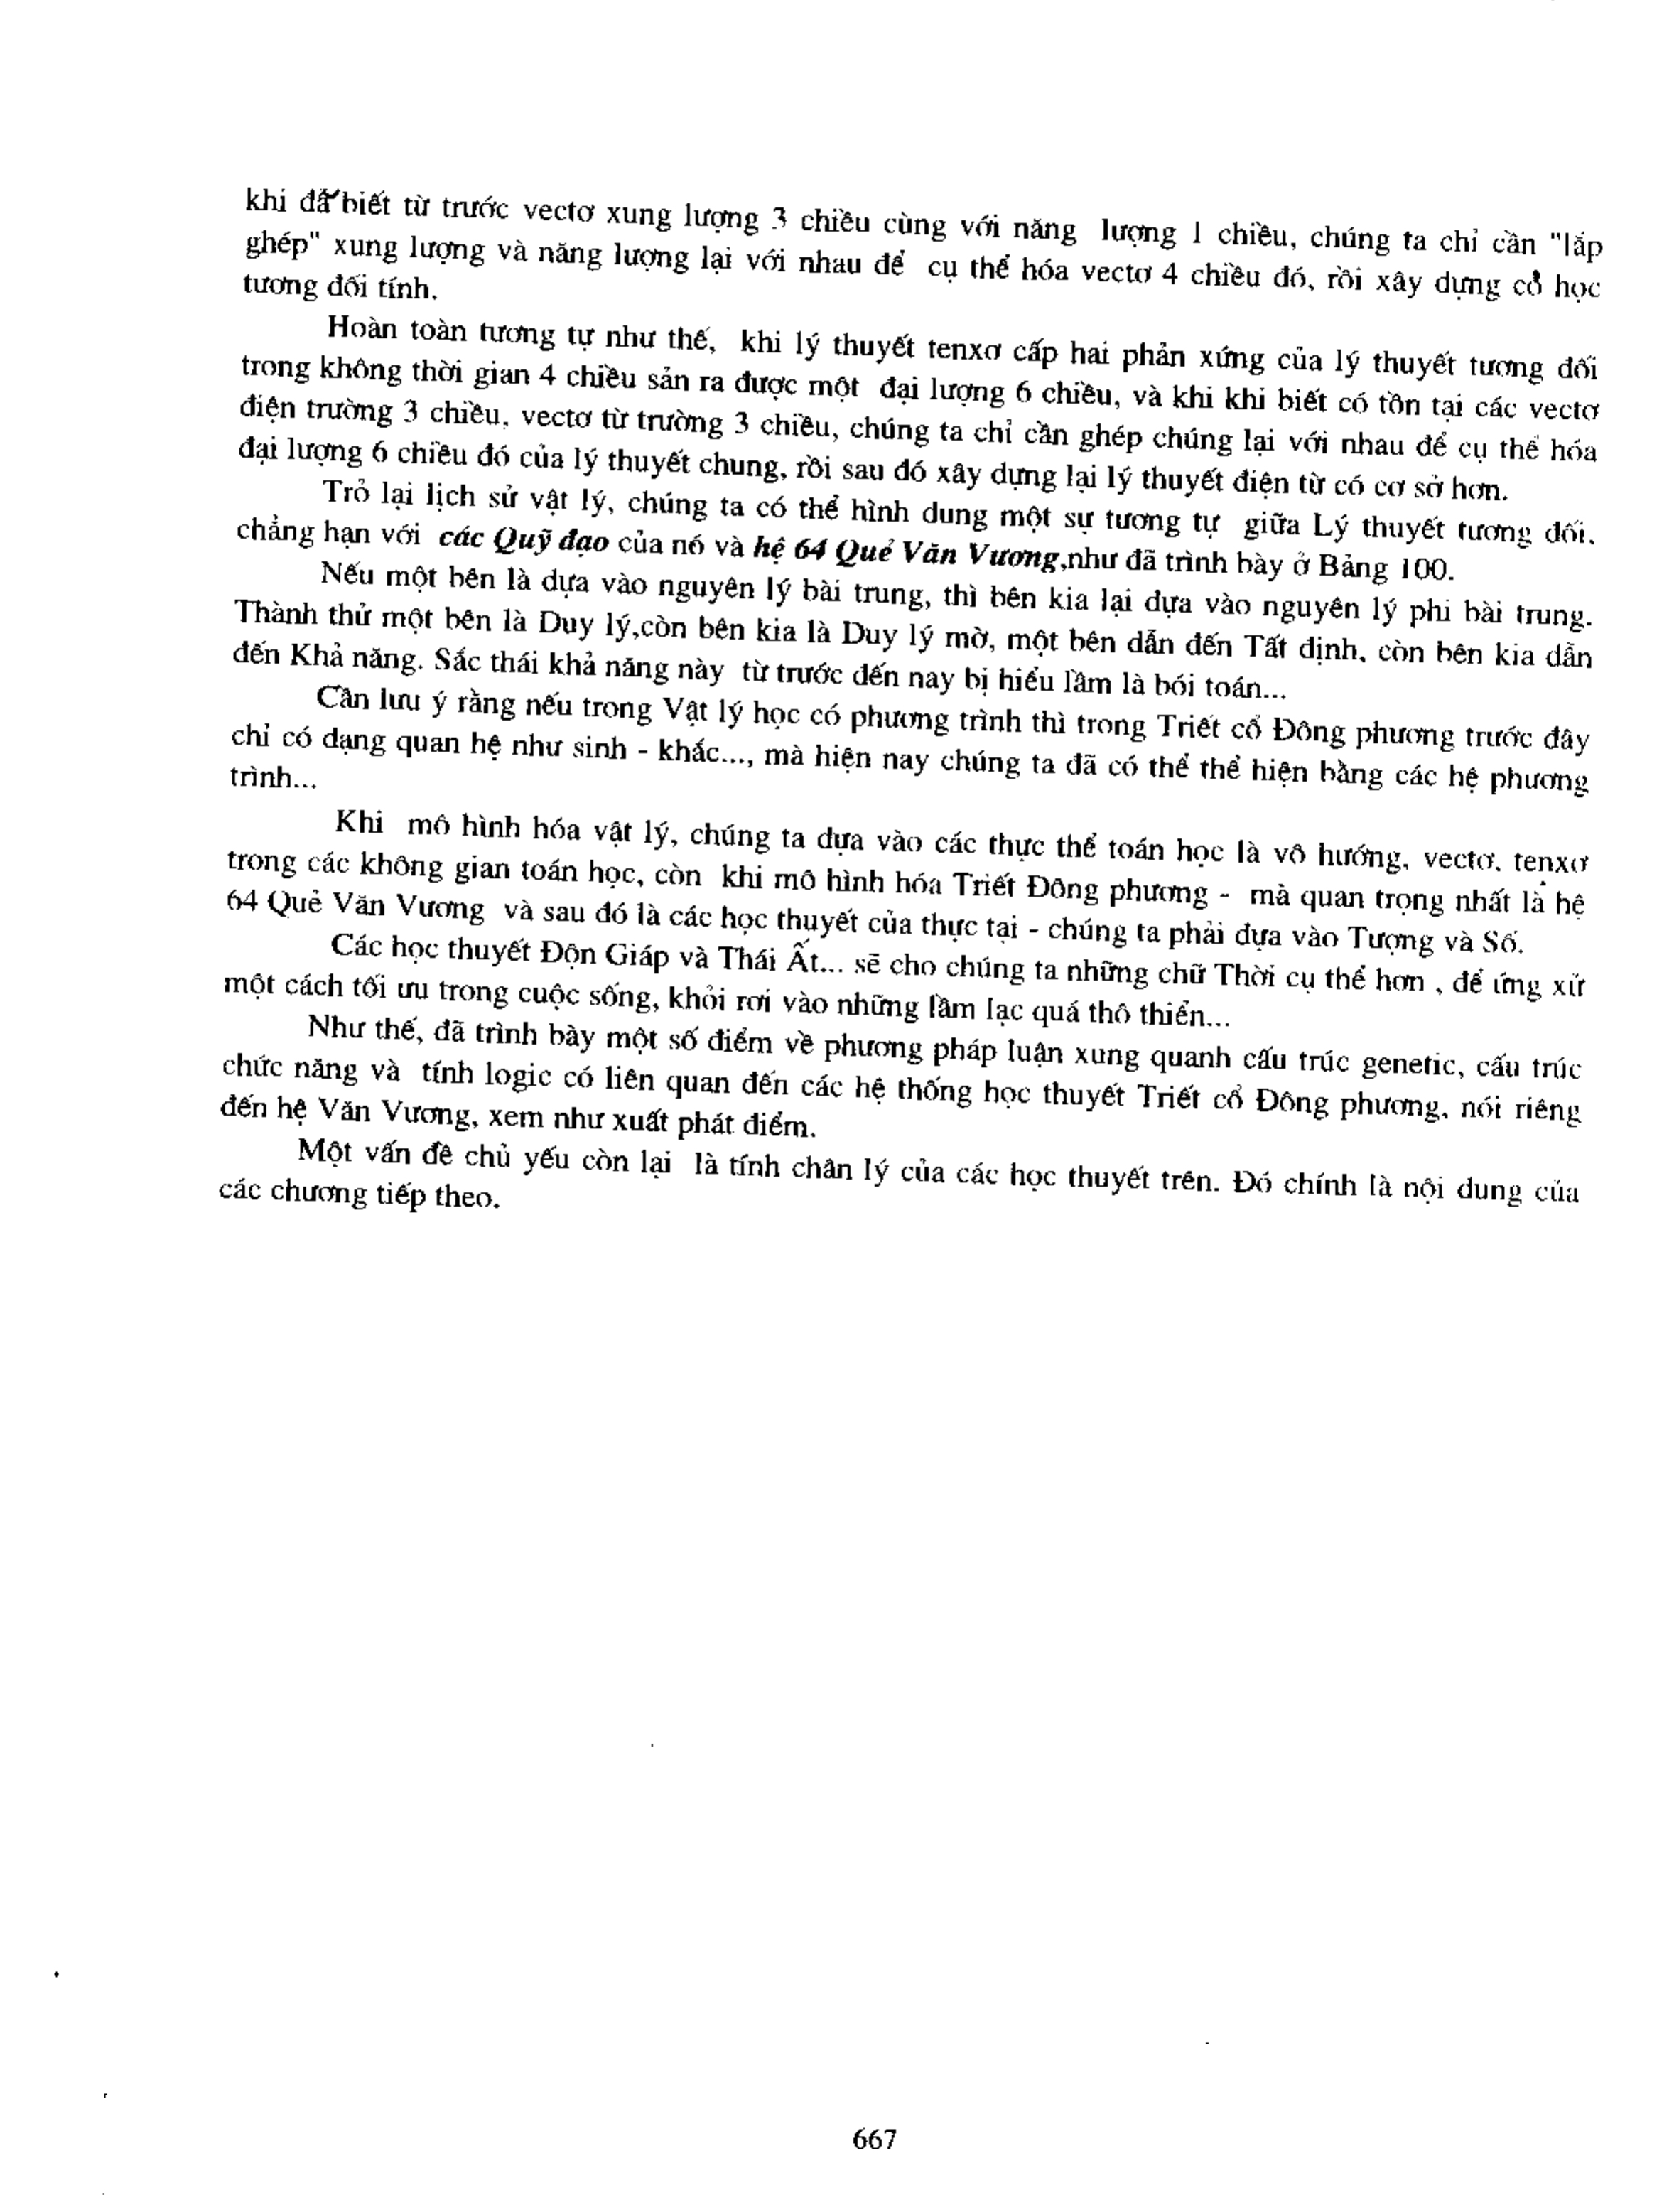 khi đã biết từ trước vectơ xung lượng 3 chiều cùng với năng lượng 1 chiều, chúng ta chỉ cần "lắp
ghép" xung lượng và năng lượng lại với nhau để cụ thể hóa vectơ 4 chiều đó, rồi xây dựng cơ học
tương đối tính.
Hoàn toàn tương tự như thế, khi lý thuyết tenxơ cấp hai phản xứng của lý thuyết tương đối
trong không thời gian 4 chiều sản ra được một đại lượng 6 chiều, và khi khi biết có tồn tại các vectơ
điện trường 3 chiều, vectơ từ trường 3 chiều, chúng ta chỉ cần ghép chúng lại với nhau để cụ thể hóa
đại lượng 6 chiều đó của lý thuyết chung, rồi sau đó xây dựng lại lý thuyết điện từ có cơ sở hơn.
Trỏ lại lịch sử vật lý, chúng ta có thể hình dung một sự tương tự giữa Lý thuyết tương đối.
chẳng hạn với các Quỹ đạo của nó và hệ 64 Quẻ Văn Vương,như đã trình bày ở Bảng 100.
Nếu một bên là dựa vào nguyên lý bài trung, thì bên kia lại dựa vào nguyên lý phi bài trung.
Thành thử một bên là Duy lý,còn bên kia là Duy lý mờ, một bên dẫn đến Tất định, còn bên kia dẫn
đến Khả năng. Sắc thái khả năng này từ trước đến nay bị hiểu lầm là bói toán...
Cần lưu ý rằng nếu trong Vật lý học có phương trình thì trong Triết cổ Đông phương trước đây
chỉ có dạng quan hệ như sinh - khắc..., mà hiện nay chúng ta đã có thể thể hiện bằng các hệ phương
trình...
Khi mô hình hóa vật lý, chúng ta dựa vào các thực thể toán học là vô hướng, vectơ, tenxơ
trong các không gian toán học, còn khi mô hình hóa Triết Đông phương - mà quan trọng nhất là hệ
64 Quẻ Văn Vương và sau đó là các học thuyết của thực tại - chúng ta phải dựa vào Tượng và Số.
Các học thuyết Độn Giáp và Thái Ất... sẽ cho chúng ta những chữ Thời cụ thể hơn , để ứng xử
một cách tối ưu trong cuộc sống, khỏi rơi vào những lầm lạc quá thô thiển...
Như thế, đã trình bày một số điểm về phương pháp luận xung quanh cấu trúc genetic, cấu trúc
chức năng và tính logic có liên quan đến các hệ thống học thuyết Triết cổ Đông phương, nói riêng
đến hệ Văn Vương, xem như xuất phát điểm.
Một vấn đề chủ yếu còn lại là tính chân lý của các học thuyết trên. Đó chính là nội dung của
các chương tiếp theo.
667